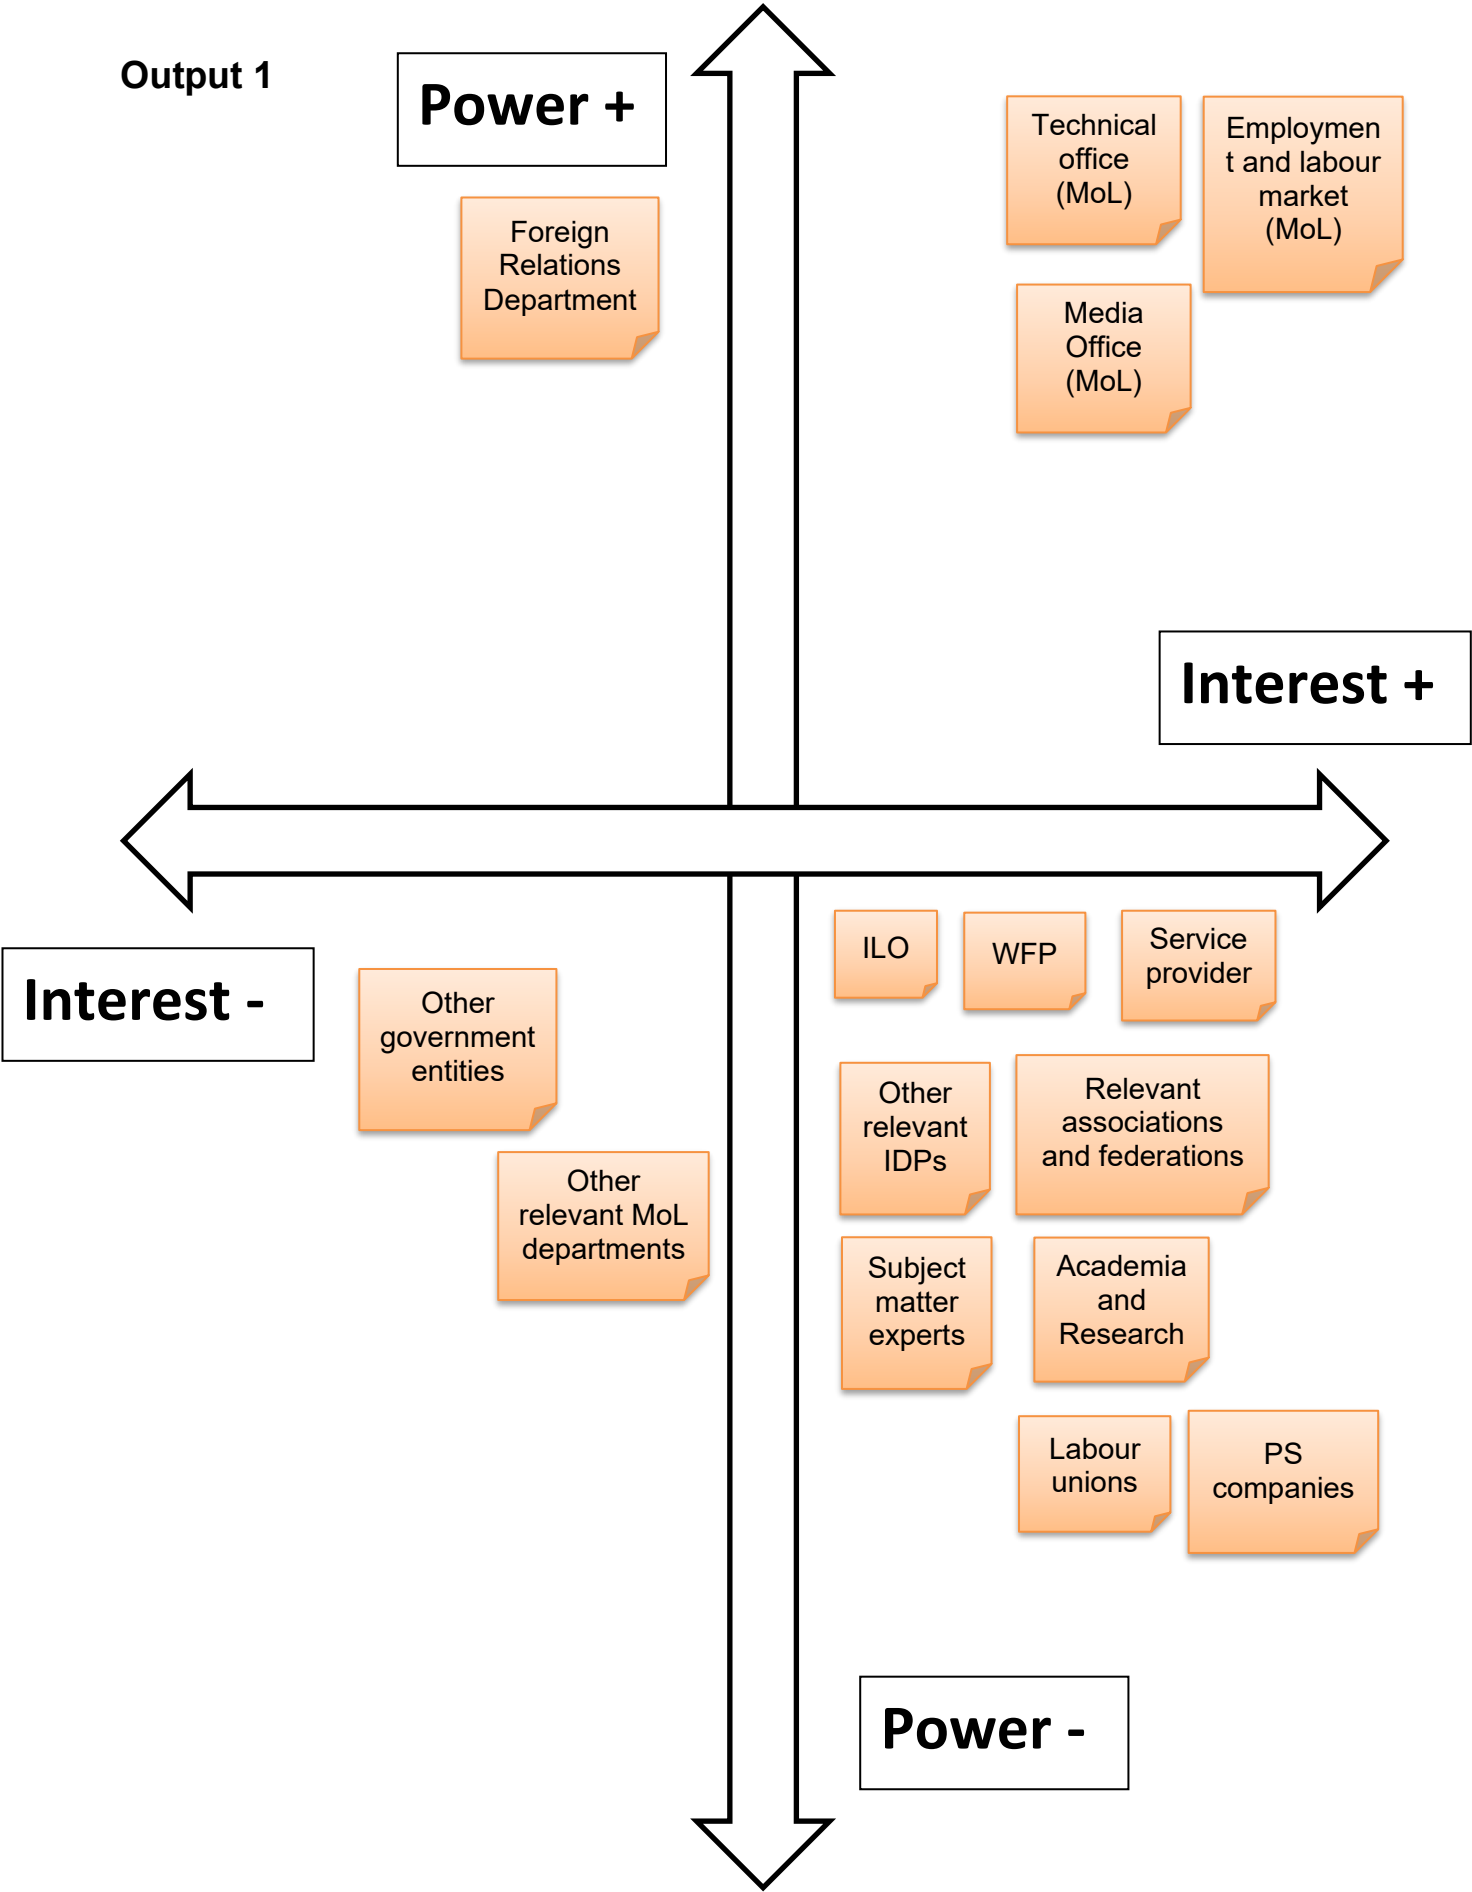 Output 1
Power +
Technical
office
(MoL)
Employmen
t and labour
market
(MoL)
Foreign
Relations
Department
Media
Office
(MoL)
Interest +
Interest -
ILO
WFP
Service
provider
Other
government
entities
Other
relevant
IDPs
Relevant
associations
and federations
Other
relevant MoL
departments
Subject
matter
experts
Academia
and
Research
Labour
unions
PS
companies
Power -